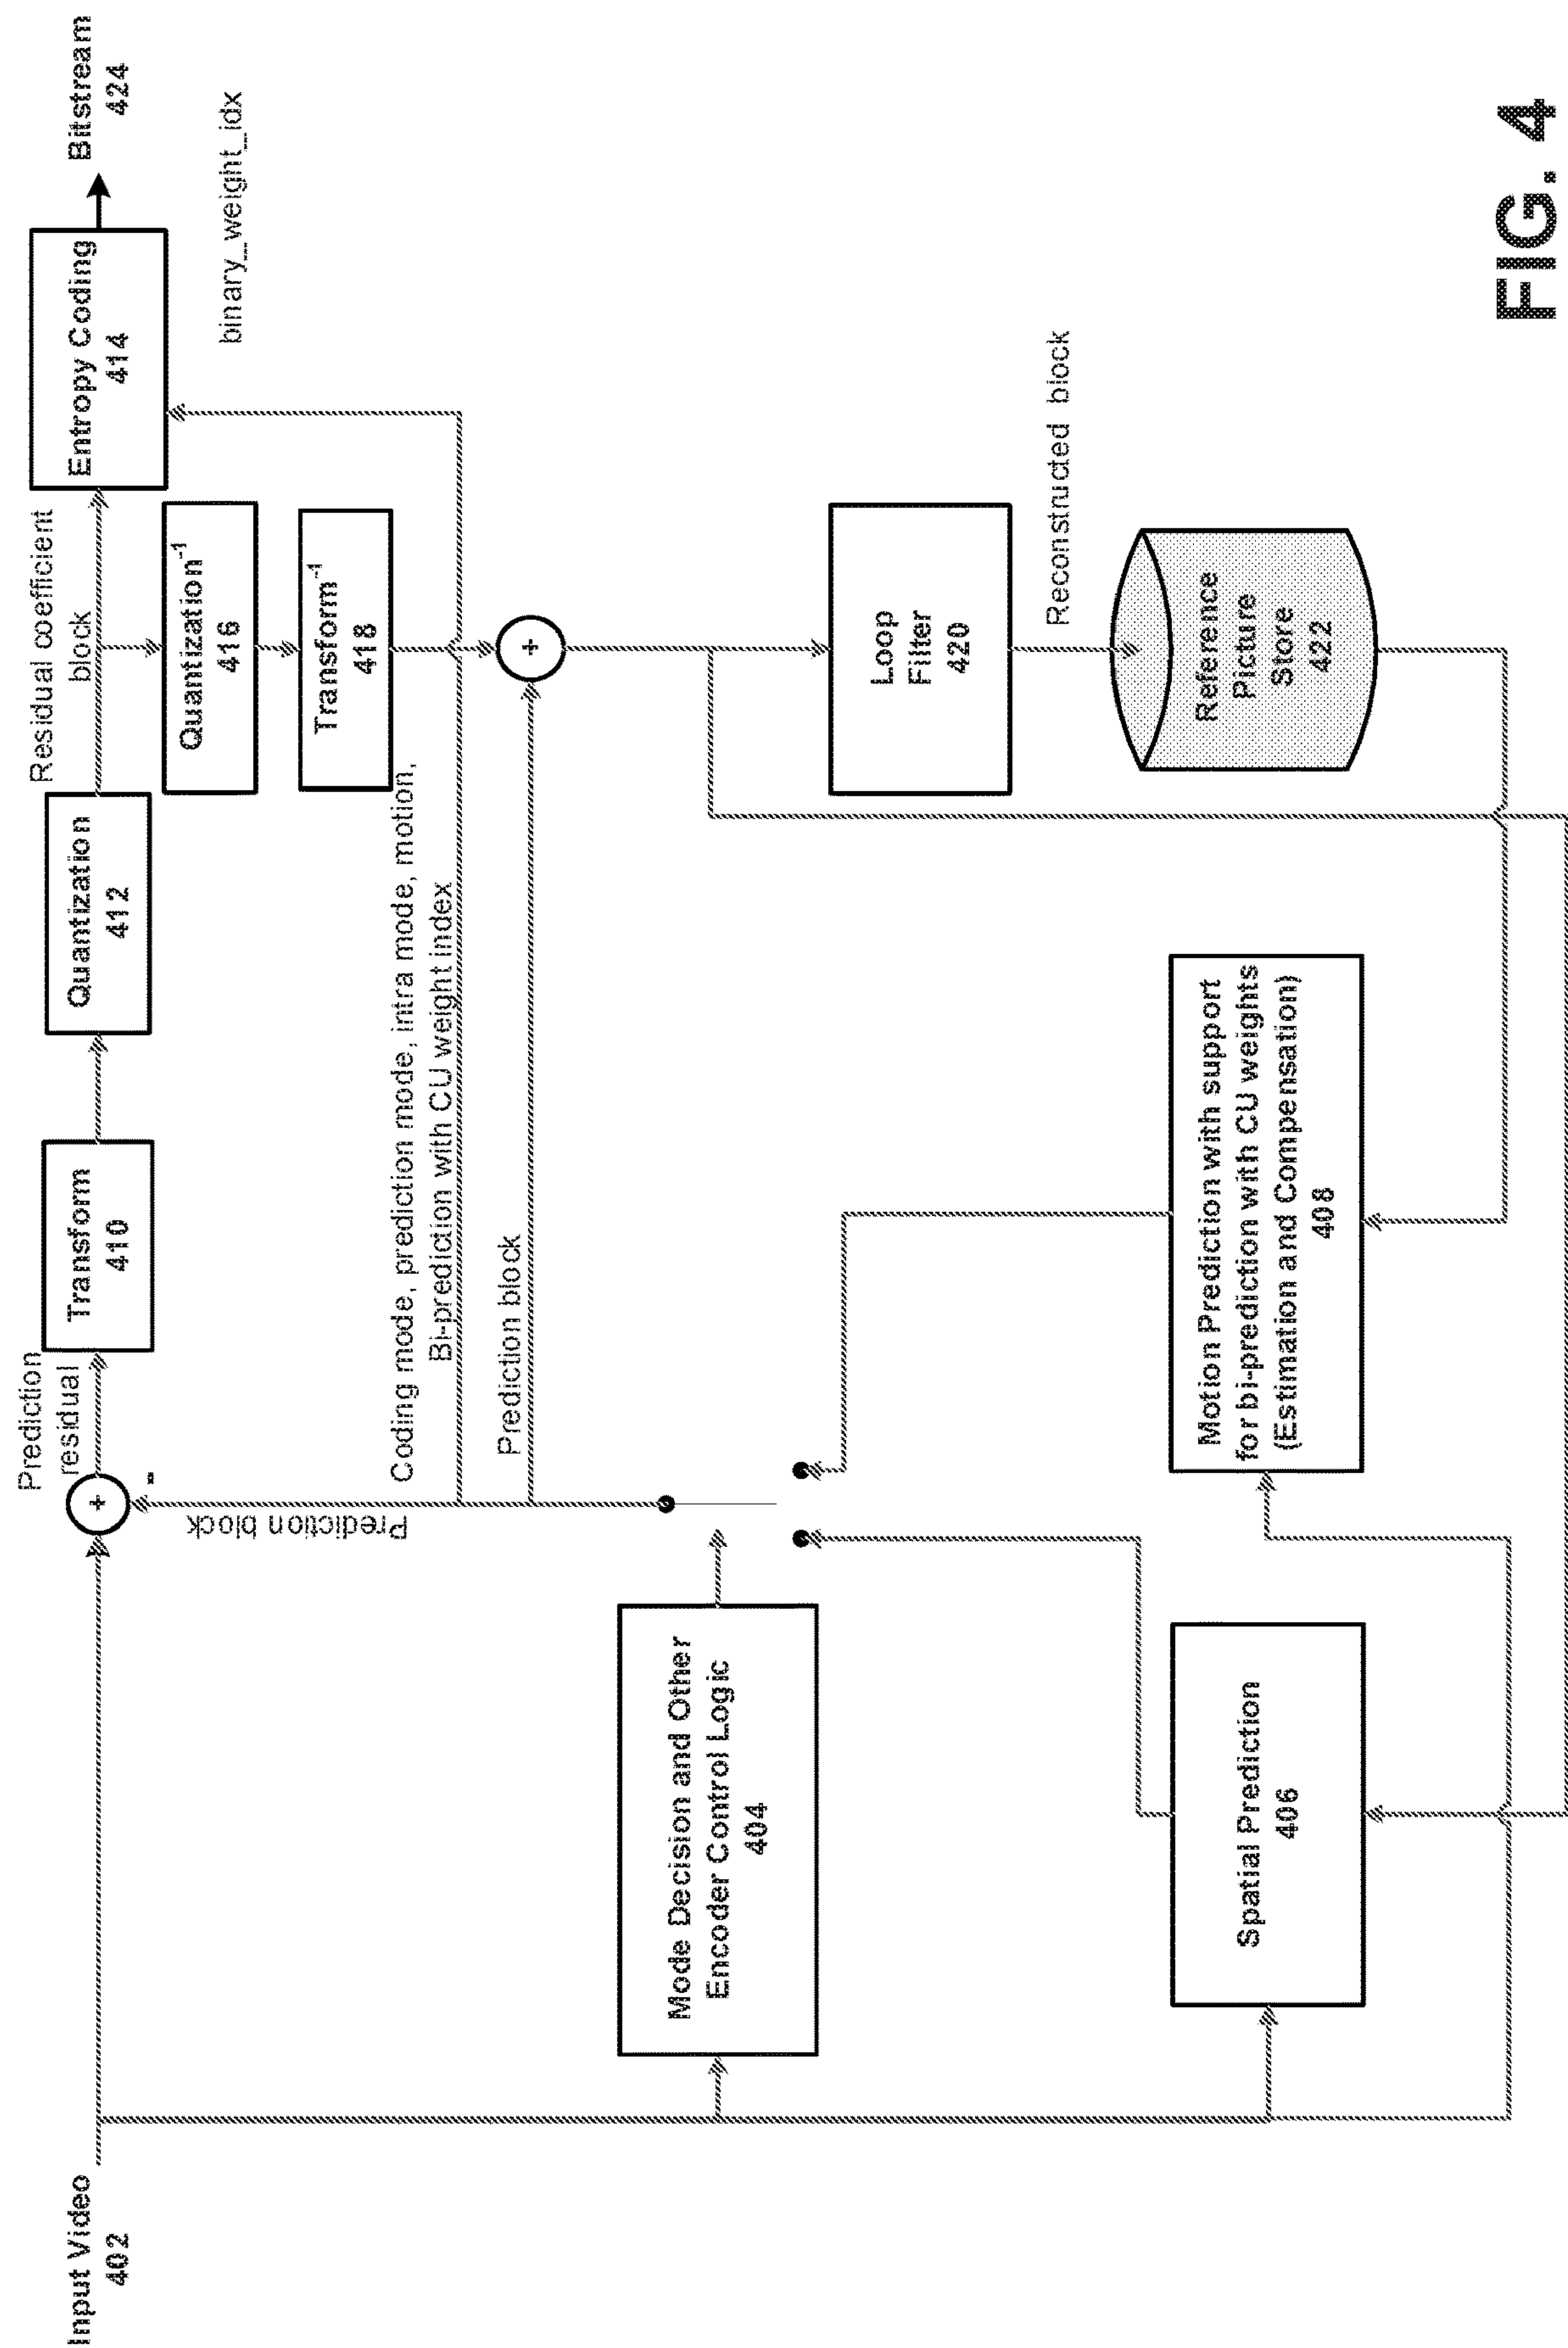 Input Video
402
Prediction
residual
Transform
410
Quantization
412
Residual coefficient
block
Entropy Coding
414
Bitstream
424
binary_weight_idx
-
+
Prediction block
Quantization⁻¹
416
Transform⁻¹
418
Coding mode, prediction mode, intra mode, motion,
Bi-prediction with CU weight index
Prediction block
+
Mode Decision and Other
Encoder Control Logic
404
Loop
Filter
420
Reconstructed block
Spatial Prediction
406
Motion Prediction with support
for bi-prediction with CU weights
(Estimation and Compensation)
408
Reference
Picture
Store
422
FIG. 4